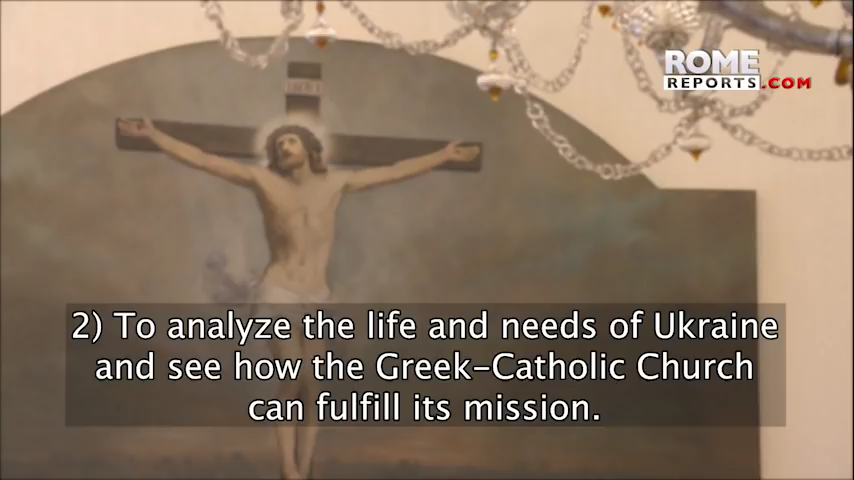 ROME
REPORTS.COM
2) To analyze the life and needs of Ukraine
and see how the Greek-Catholic Church
can fulfill its mission.